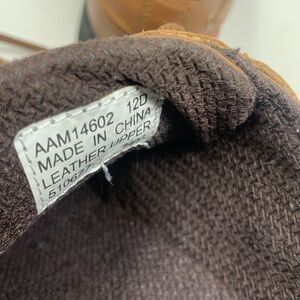 AAM14602 12D
MADE IN CHINA
LEATHER UPPER